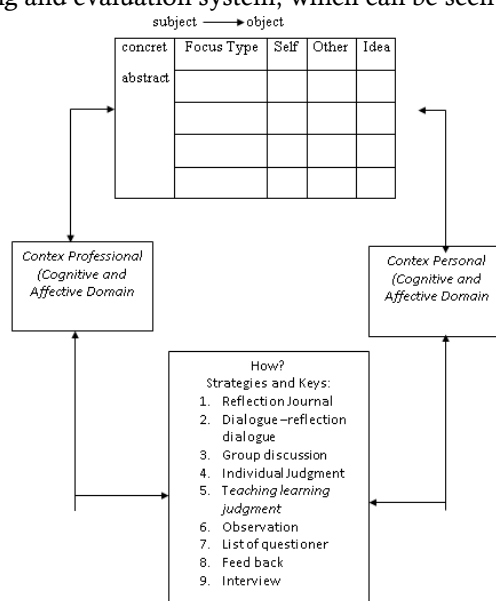 ng and evaluation system, which can be seen
subject object
concret Focus Type Self Other Idea
abstract
Contex Professional
(Cognitive and
Affective Domain
Contex Personal
(Cognitive and
Affective Domain
How?
Strategies and Keys:
1. Reflection Journal
2. Dialogue–reflection
dialogue
3. Group discussion
4. Individual Judgment
5. Teaching learning
judgment
6. Observation
7. List of questioner
8. Feed back
9. Interview